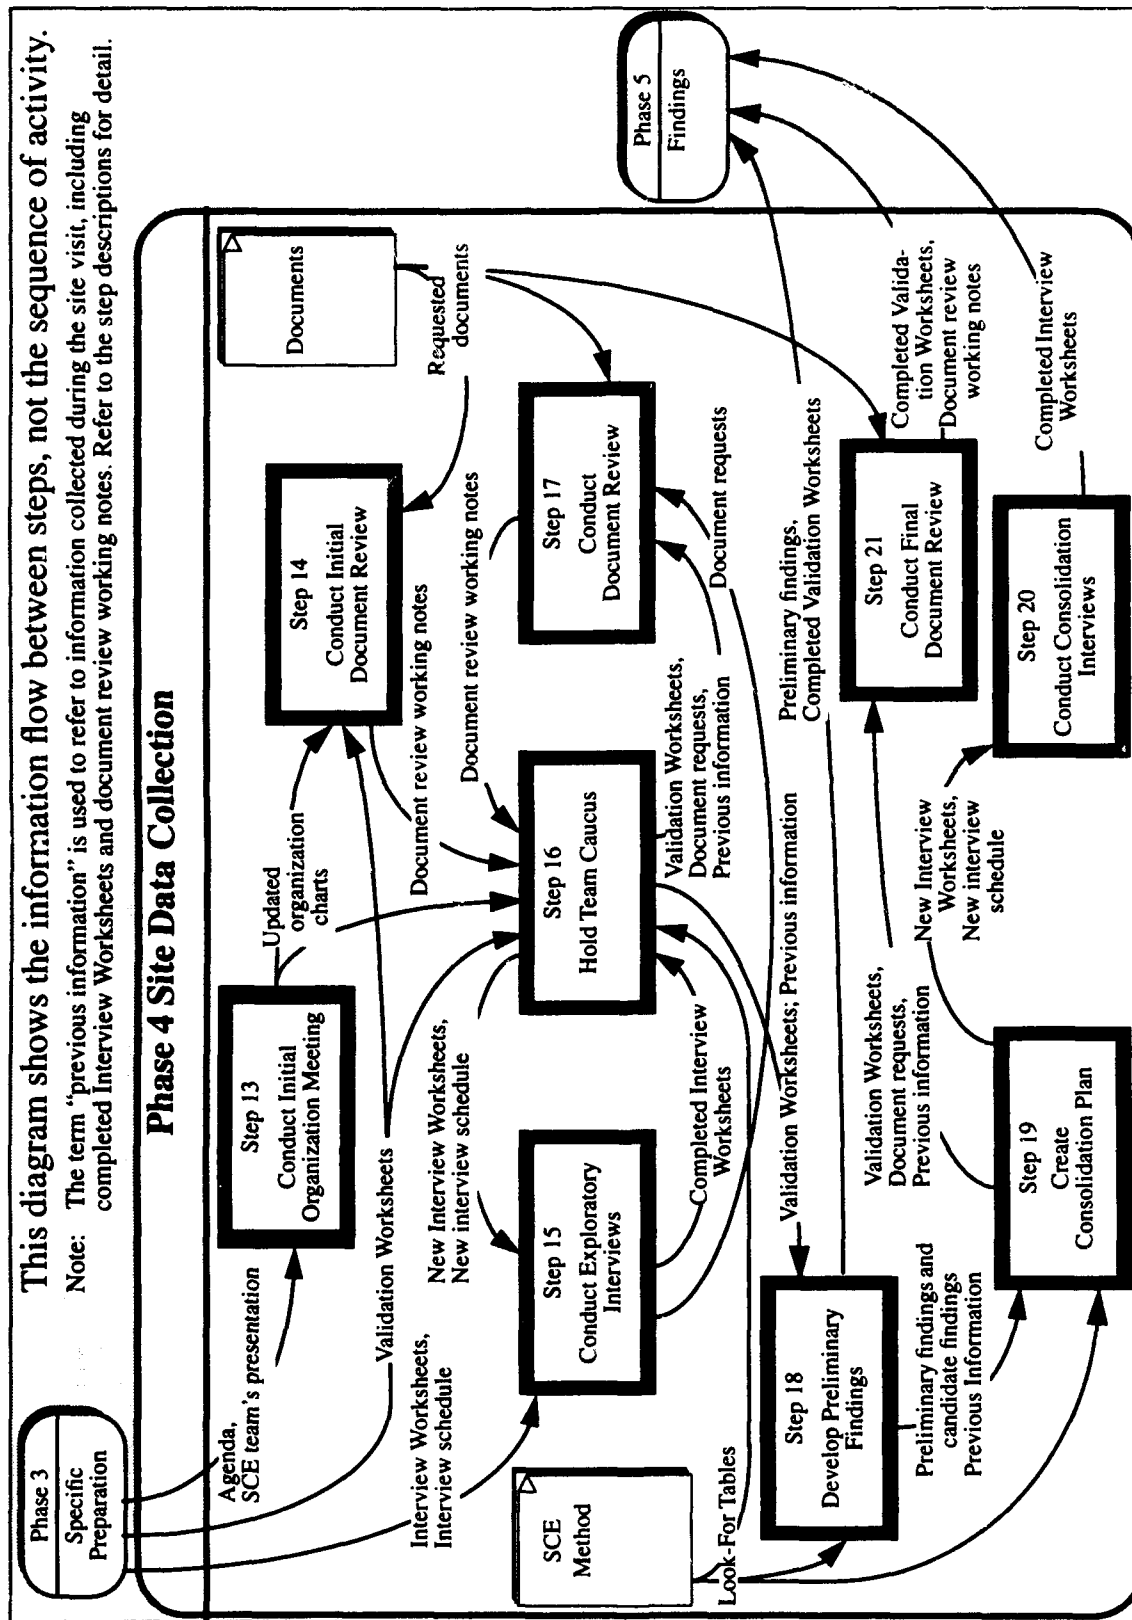 This diagram shows the information flow between steps, not the sequence of activity.
Note: The term “previous information” is used to refer to information collected during the site visit, including
completed Interview Worksheets and document review working notes. Refer to the step descriptions for detail.
Phase 3
Specific
Preparation
Phase 4 Site Data Collection
Agenda,
SCE team's presentation
Step 13
Conduct Initial
Organization Meeting
Updated
organization
charts
Step 14
Conduct Initial
Document Review
Documents
Requested
documents
Validation Worksheets
Document review working notes
Interview Worksheets,
Interview schedule
New Interview Worksheets,
New interview schedule
Document review working notes
SCE
Method
Step 15
Conduct Exploratory
Interviews
Step 16
Hold Team Caucus
Step 17
Conduct
Document Review
Phase 5
Findings
Completed Interview
Worksheets
Validation Worksheets,
Document requests,
Previous information
Document requests
Look-For Tables
Validation Worksheets; Previous information
Preliminary findings,
Completed Validation Worksheets
Step 18
Develop Preliminary
Findings
Validation Worksheets,
Document requests,
Previous information
Step 21
Conduct Final
Document Review
Completed Valida-
tion Worksheets,
Document review
working notes
Preliminary findings and
candidate findings
Previous Information
New Interview
Worksheets,
New interview
schedule
Step 19
Create
Consolidation Plan
Step 20
Conduct Consolidation
Interviews
Completed Interview
Worksheets